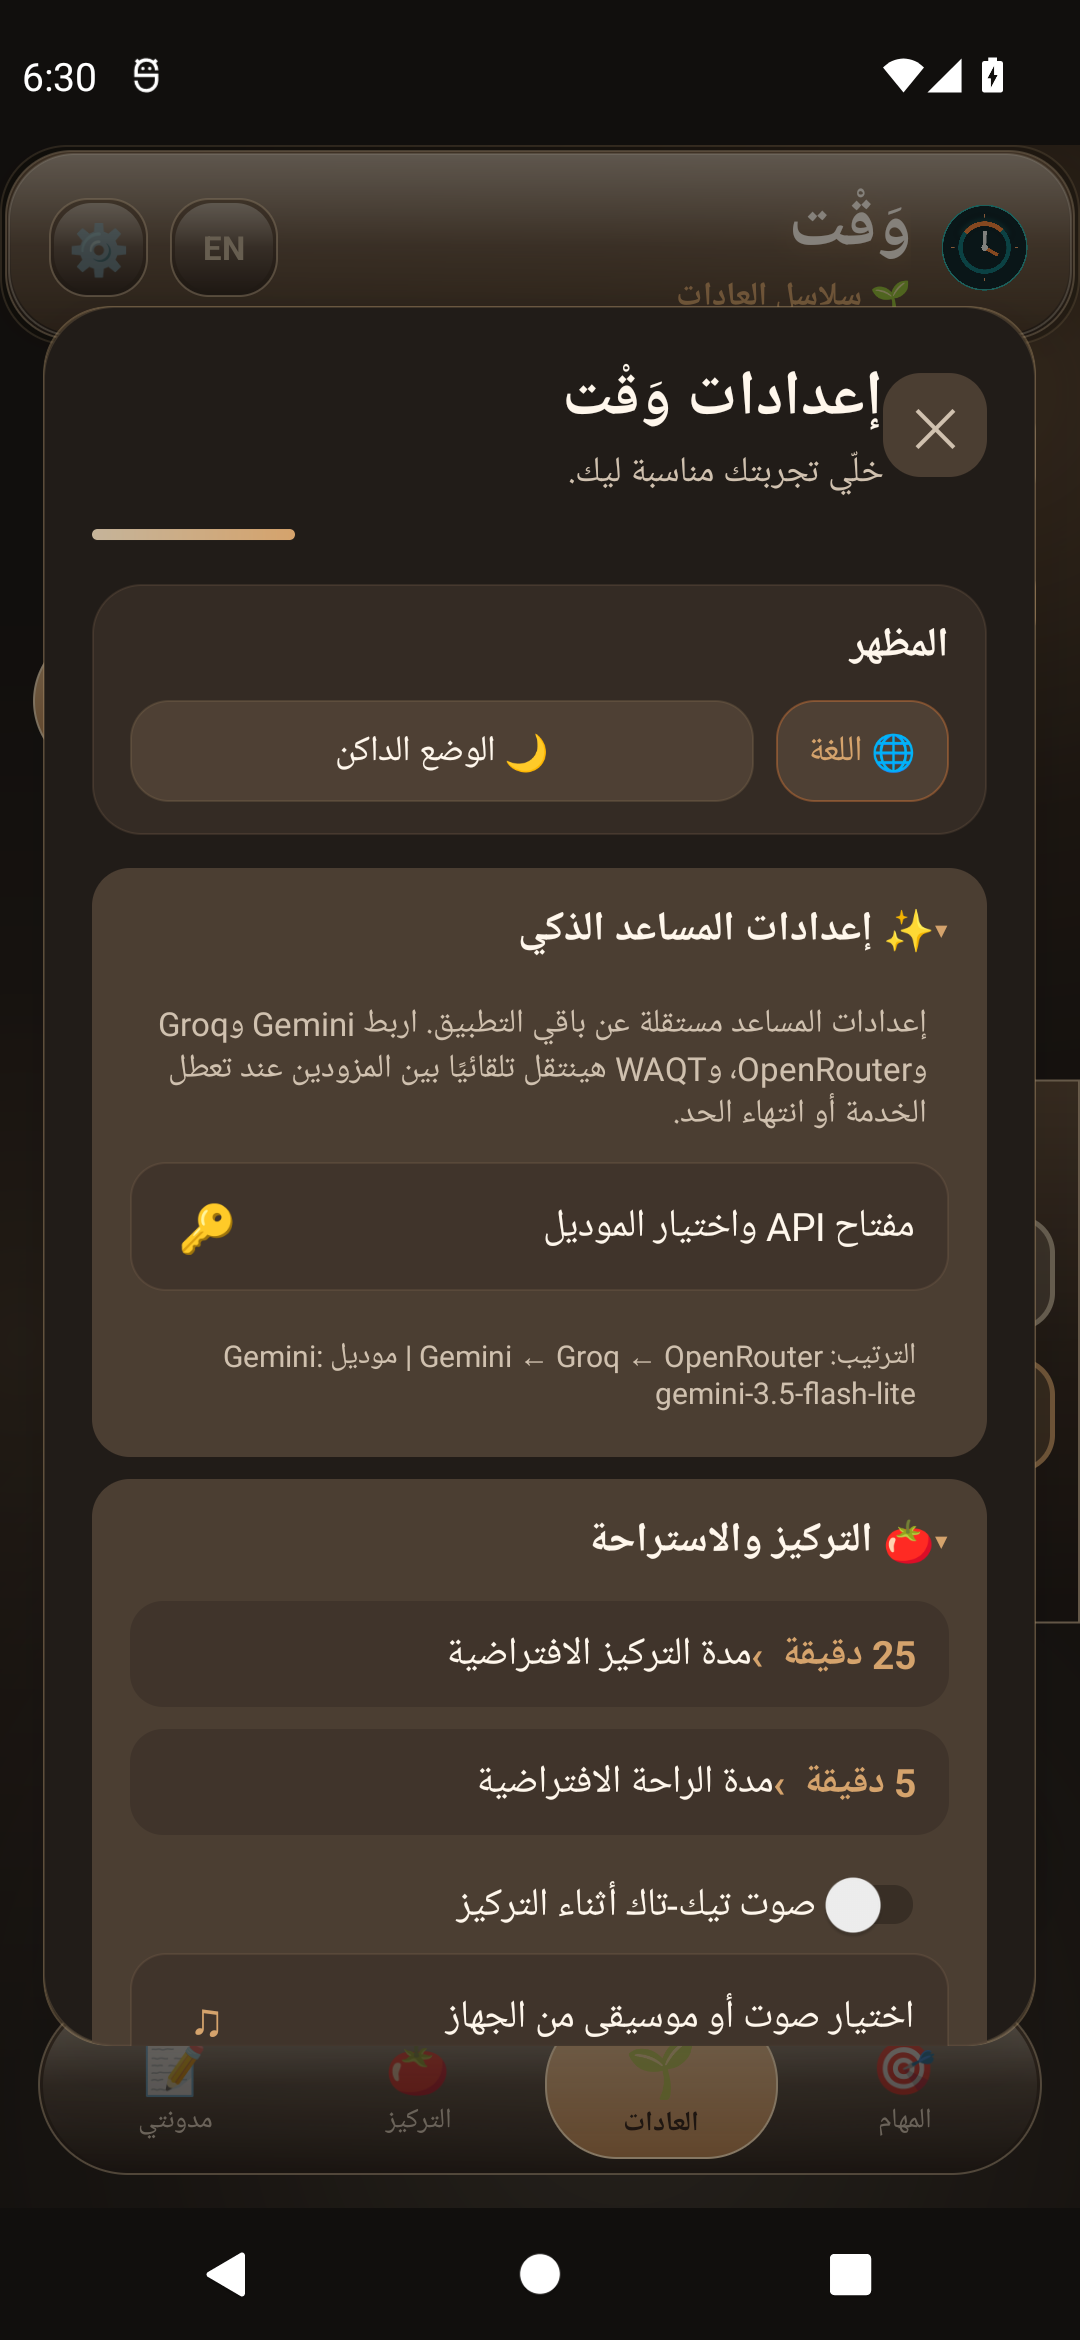 6:30
وَقْت
EN
🌱 سلاسل العادات
إعدادات وَقْت
خلّي تجربتك مناسبة ليك.
المظهر
🌐 اللغة
🌙 الوضع الداكن
✨ إعدادات المساعد الذكي
إعدادات المساعد مستقلة عن باقي التطبيق. اربط Gemini وGroq
وOpenRouter، وWAQT هينتقل تلقائيًا بين المزودين عند تعطل
الخدمة أو انتهاء الحد.
مفتاح API واختيار الموديل 🔑
الترتيب: Gemini ← Groq ← OpenRouter | موديل Gemini:
gemini-3.5-flash-lite
🍅 التركيز والاستراحة
25 دقيقة ‹ مدة التركيز الافتراضية
5 دقيقة ‹ مدة الراحة الافتراضية
صوت تيك-تاك أثناء التركيز
اختيار صوت أو موسيقى من الجهاز ♫
المهام
العادات
التركيز
مدونتي